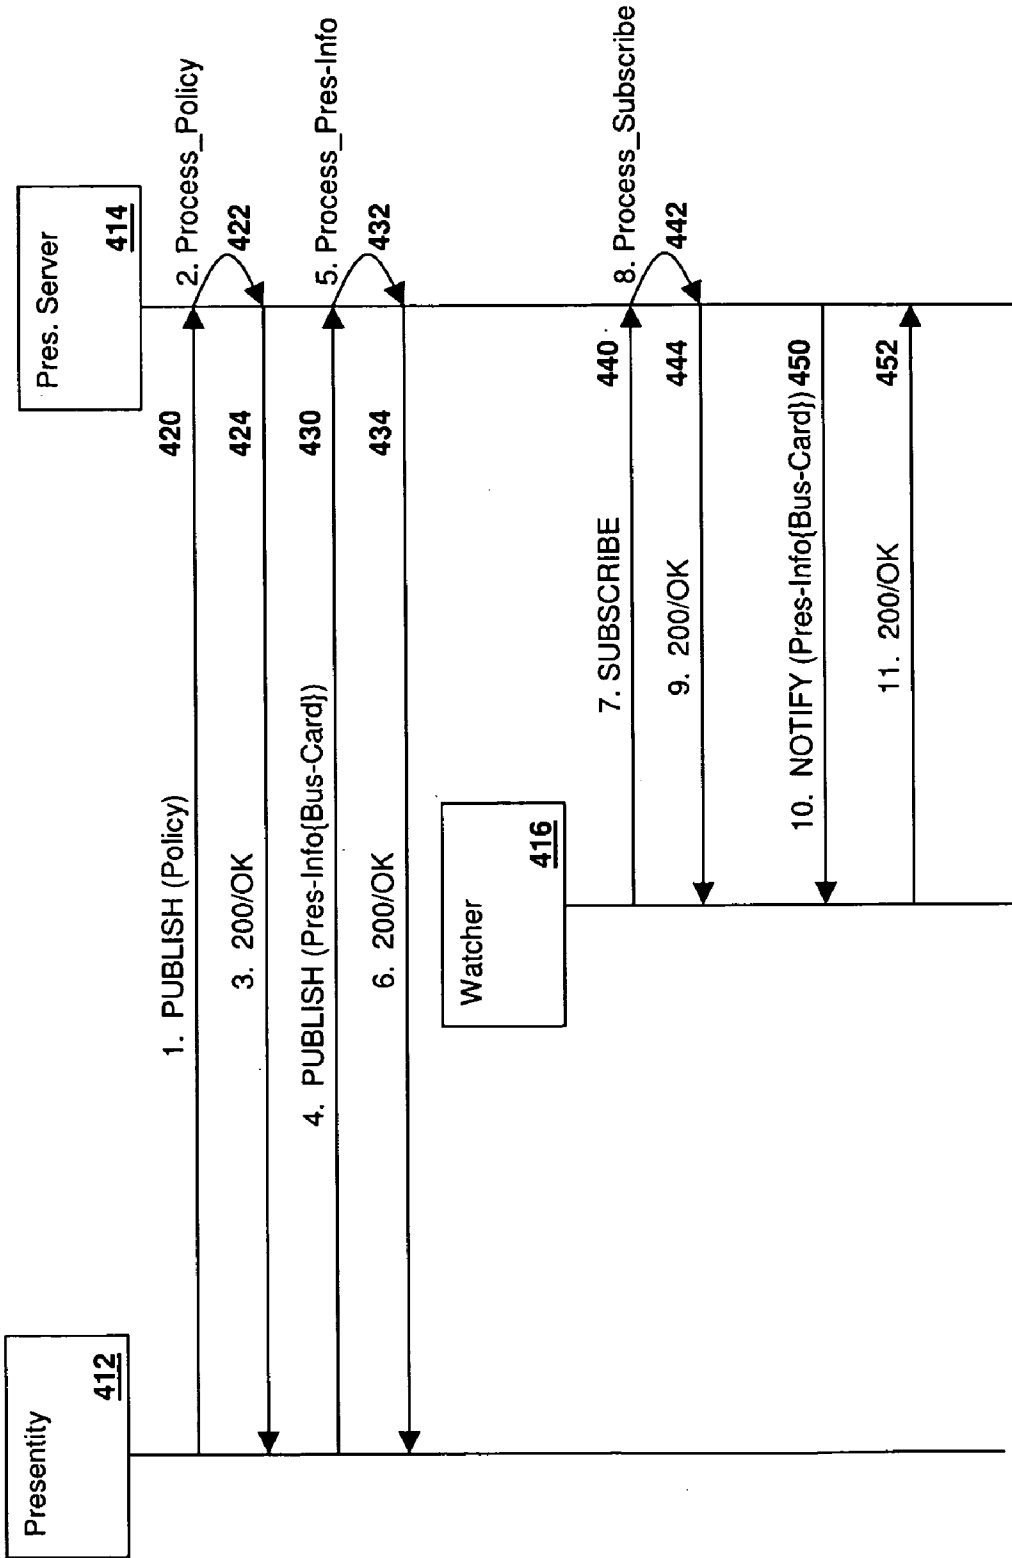 Presentity
412
Watcher
416
Pres. Server
414
1. PUBLISH (Policy)
420
2. Process_Policy
422
3. 200/OK
424
4. PUBLISH (Pres-Info{Bus-Card})
430
5. Process_Pres-Info
432
6. 200/OK
434
7. SUBSCRIBE
440
8. Process_Subscribe
442
9. 200/OK
444
10. NOTIFY (Pres-Info{Bus-Card})
450
11. 200/OK
452